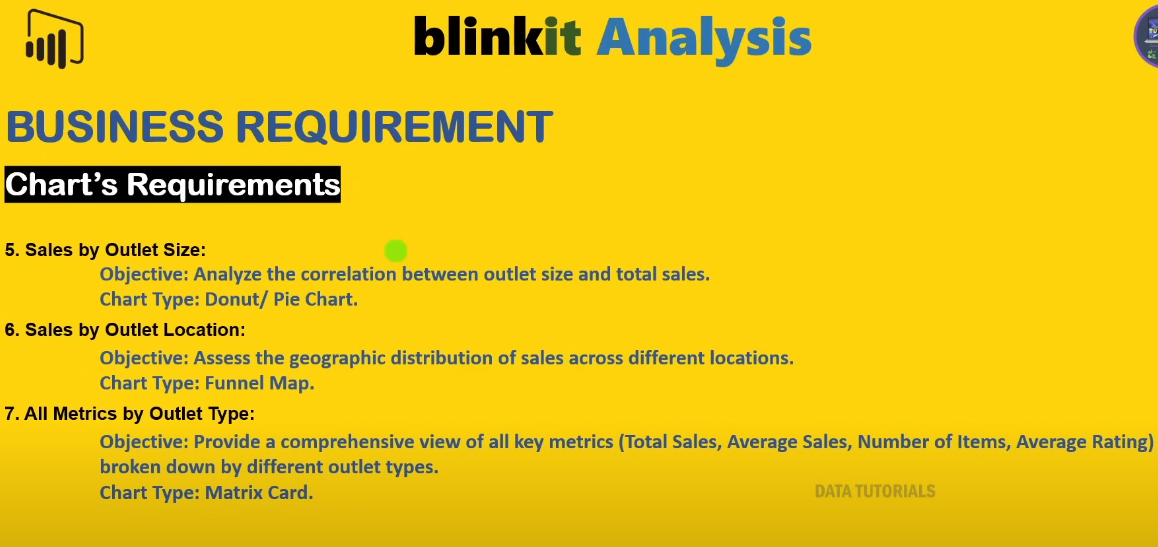 blinkit Analysis
BUSINESS REQUIREMENT
Chart’s Requirements
5. Sales by Outlet Size:
Objective: Analyze the correlation between outlet size and total sales.
Chart Type: Donut/ Pie Chart.
6. Sales by Outlet Location:
Objective: Assess the geographic distribution of sales across different locations.
Chart Type: Funnel Map.
7. All Metrics by Outlet Type:
Objective: Provide a comprehensive view of all key metrics (Total Sales, Average Sales, Number of Items, Average Rating)
broken down by different outlet types.
Chart Type: Matrix Card.
DATA TUTORIALS